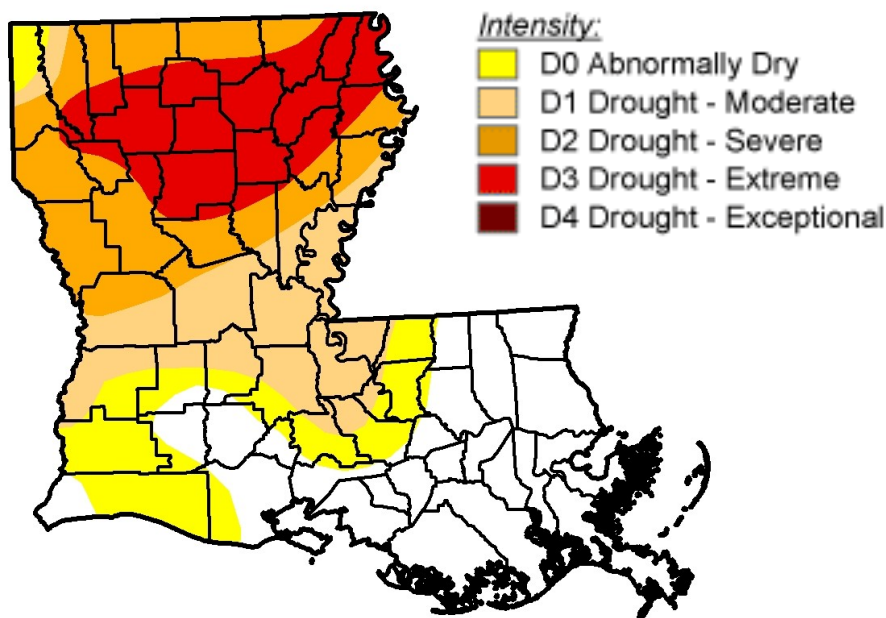 Intensity:
D0 Abnormally Dry
D1 Drought - Moderate
D2 Drought - Severe
D3 Drought - Extreme
D4 Drought - Exceptional